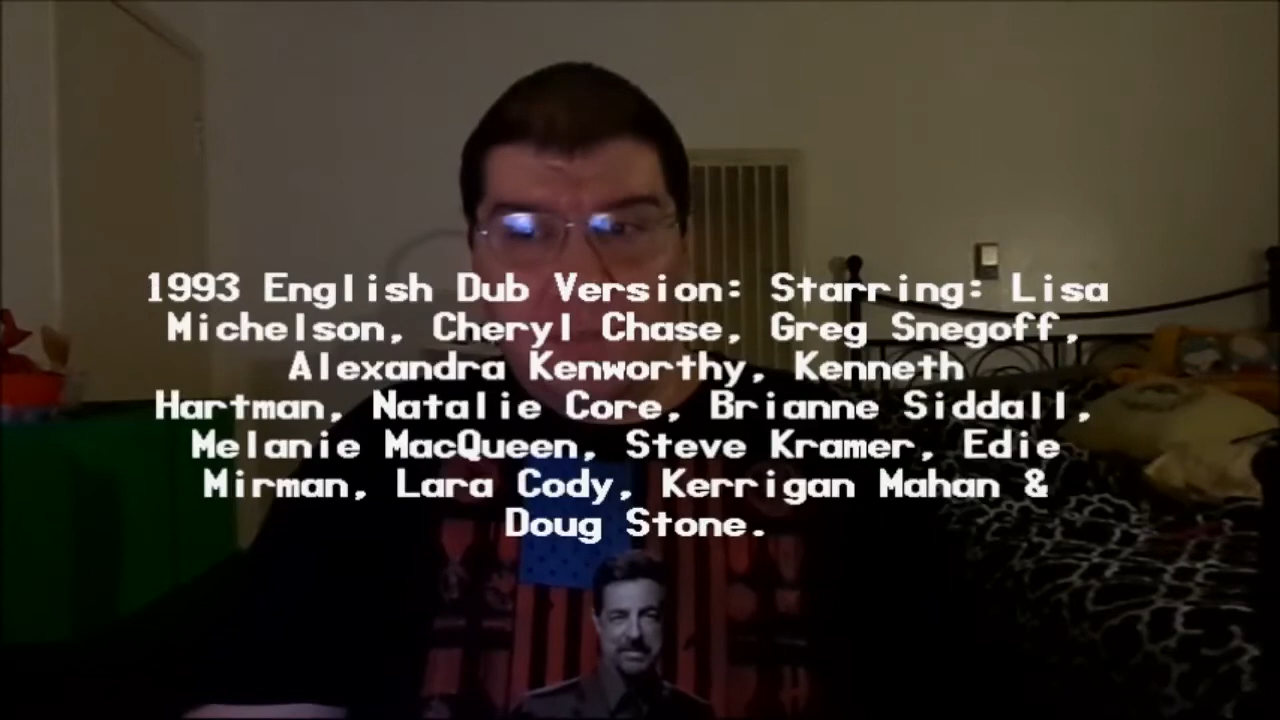 1993 English Dub Version: Starring: Lisa
Michelson, Cheryl Chase, Greg Snegoff,
Alexandra Kenworthy, Kenneth
Hartman, Natalie Core, Brianne Siddall,
Melanie MacQueen, Steve Kramer, Edie
Mirman, Lara Cody, Kerrigan Mahan &
Doug Stone.